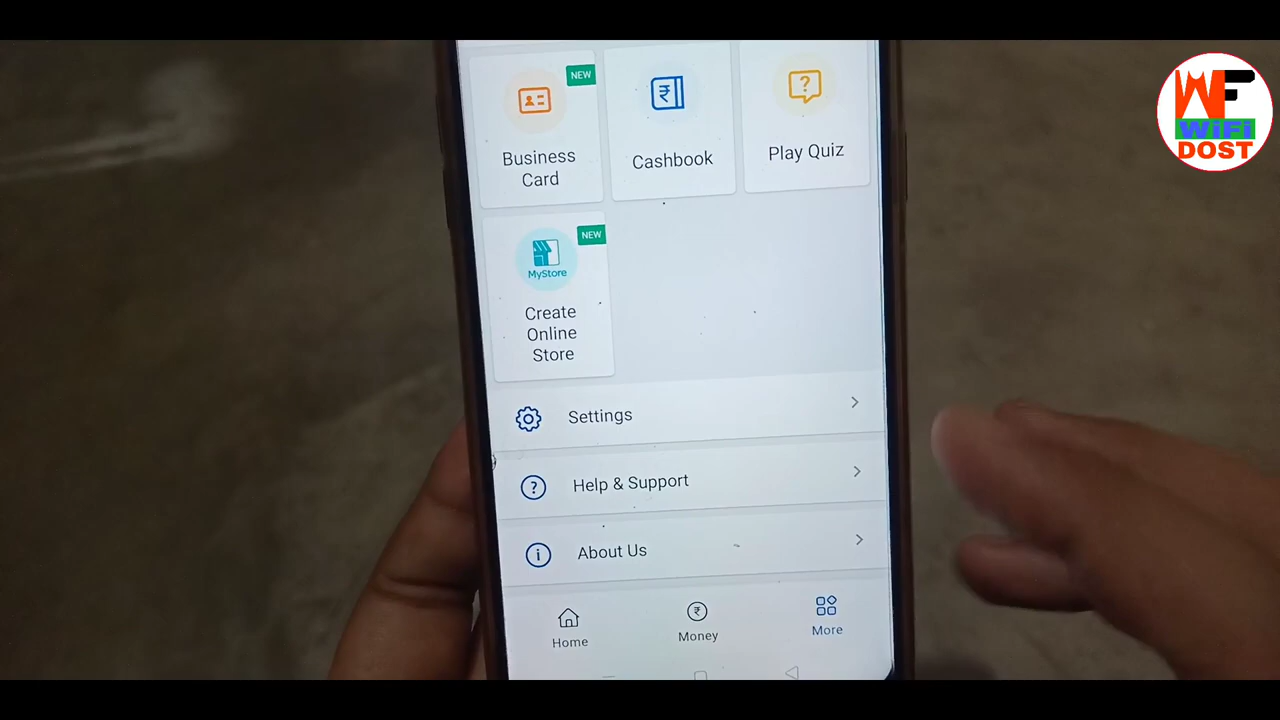 NEW
Business
Card
Cashbook
Play Quiz
NEW
MyStore
Create
Online
Store
Settings
Help & Support
About Us
Home
Money
More
WF
WiFi
DOST